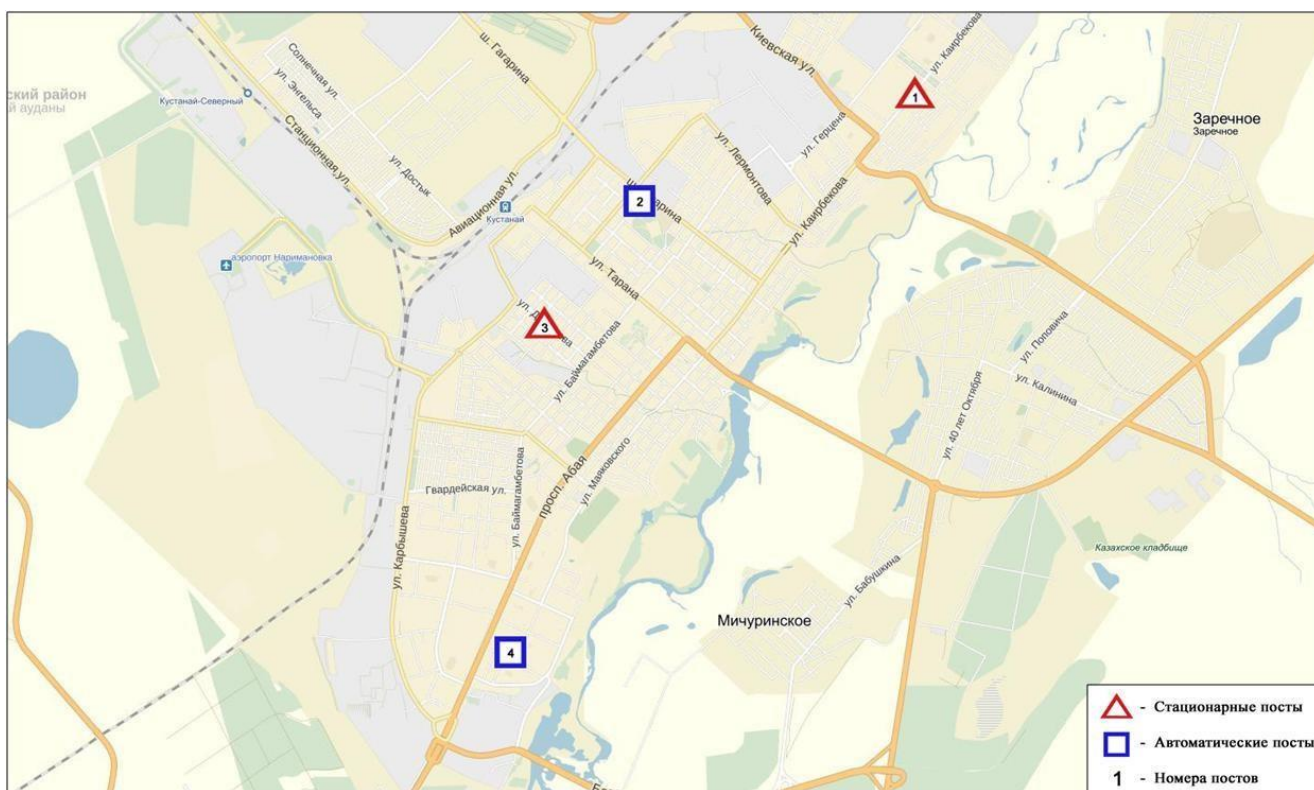 ский район
й ауданы
Кустанай-Северный
Солнечная ул.
ул. Энгельса
ш. Гагарина
Станционная ул.
ул. Достык
Авиационная ул.
Кустанай
аэропорт Наримановка
Киевская ул.
ул. Каирбекова
1
ул. Герцена
ул. Лермонтова
ул. Каирбекова
Заречное
Заречное
2
ул. Тарана
3
ул. Баймагамбетова
ул. Поповича
ул. Калинина
ул. 40 лет Октября
просп. Абая
ул. Маяковского
Гвардейская ул.
ул. Баймагамбетова
ул. Карбышева
Казахское кладбище
ул. Бабушкина
Мичуринское
4
- Стационарные посты
- Автоматические посты
1 - Номера постов